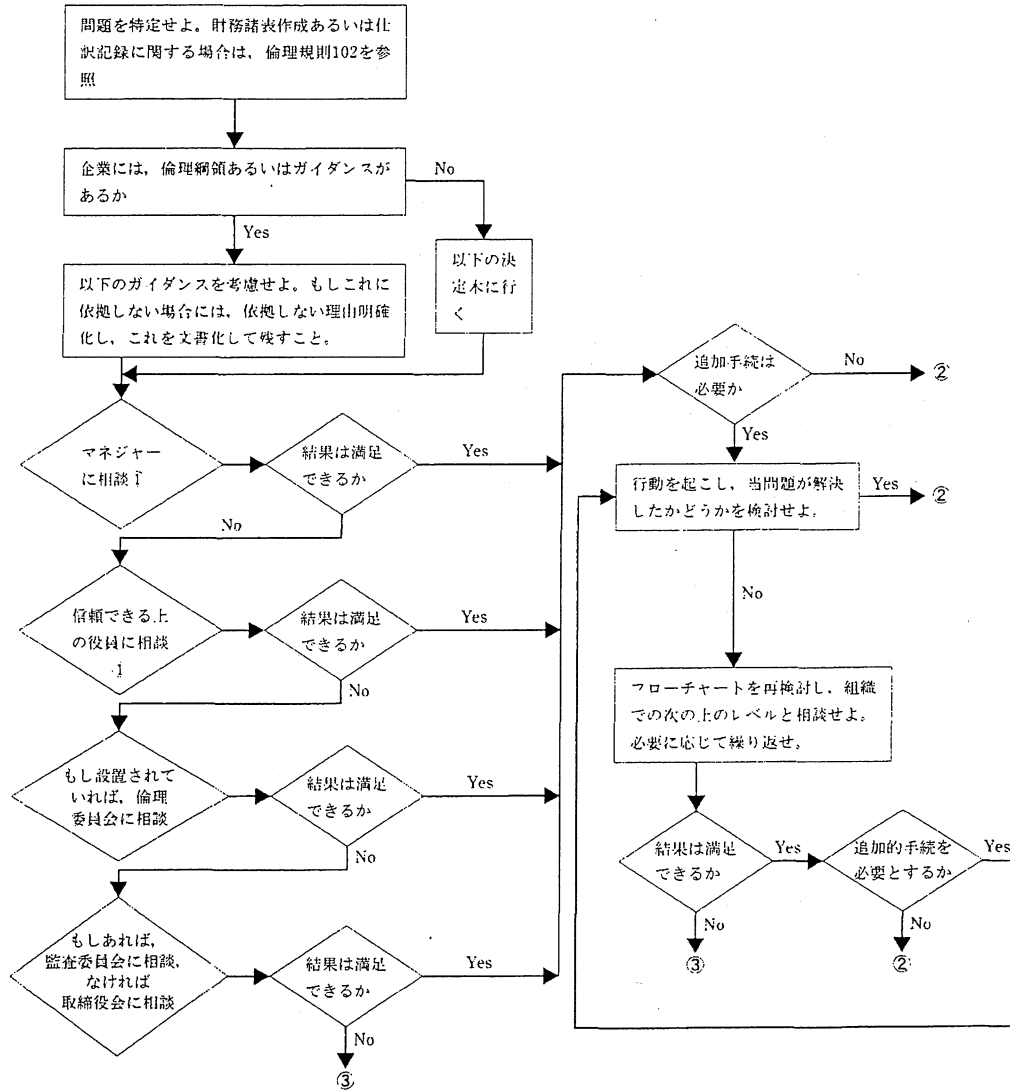 問題を特定せよ。財務諸表作成あるいは仕
訳記録に関する場合は，倫理規則102を参
照
企業には，倫理綱領あるいはガイダンスが
あるか
No
Yes
以下のガイダンスを考慮せよ。もしこれに
依拠しない場合には，依拠しない理由明確
化し，これを文書化して残すこと。
以下の決
定木に行
く
マネジャー
に相談1
結果は満足
できるか
Yes
No
信頼できる上
の役員に相談
1
結果は満足
できるか
Yes
No
もし設置されて
いれば，倫理
委員会に相談
結果は満足
できるか
Yes
No
もしあれば，
監査委員会に相談，
なければ
取締役会に相談
結果は満足
できるか
Yes
No
③
追加手続は
必要か
No
②
Yes
行動を起こし，当問題が解決
したかどうかを検討せよ。
Yes
②
No
フローチャートを再検討し，組織
での次の上のレベルと相談せよ。
必要に応じて繰り返せ。
結果は満足
できるか
Yes
追加的手続を
必要とするか
Yes
No
③
No
②